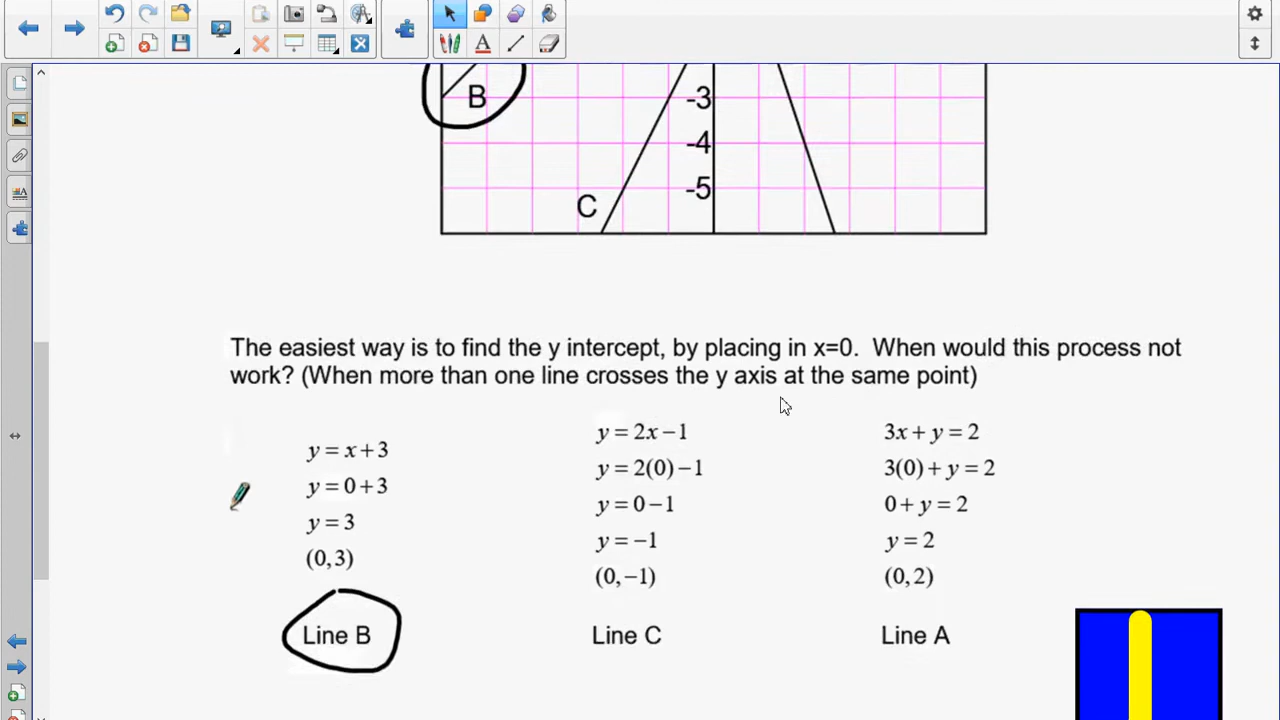 B
-3
-4
C
-5
The easiest way is to find the y intercept, by placing in x=0. When would this process not
work? (When more than one line crosses the y axis at the same point)
y = x + 3
y = 0 + 3
y = 3
(0, 3)
Line B
y = 2x − 1
y = 2(0) − 1
y = 0 − 1
y = −1
(0, −1)
Line C
3x + y = 2
3(0) + y = 2
0 + y = 2
y = 2
(0, 2)
Line A